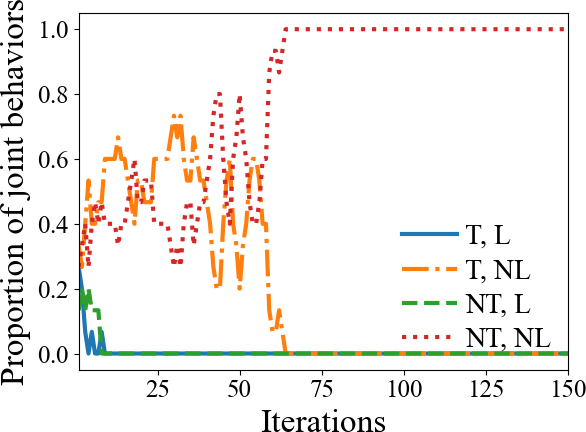 Proportion of joint behaviors
1.0
0.8
0.6
0.4
0.2
0.0
T, L
T, NL
NT, L
NT, NL
25 50 75 100 125 150
Iterations